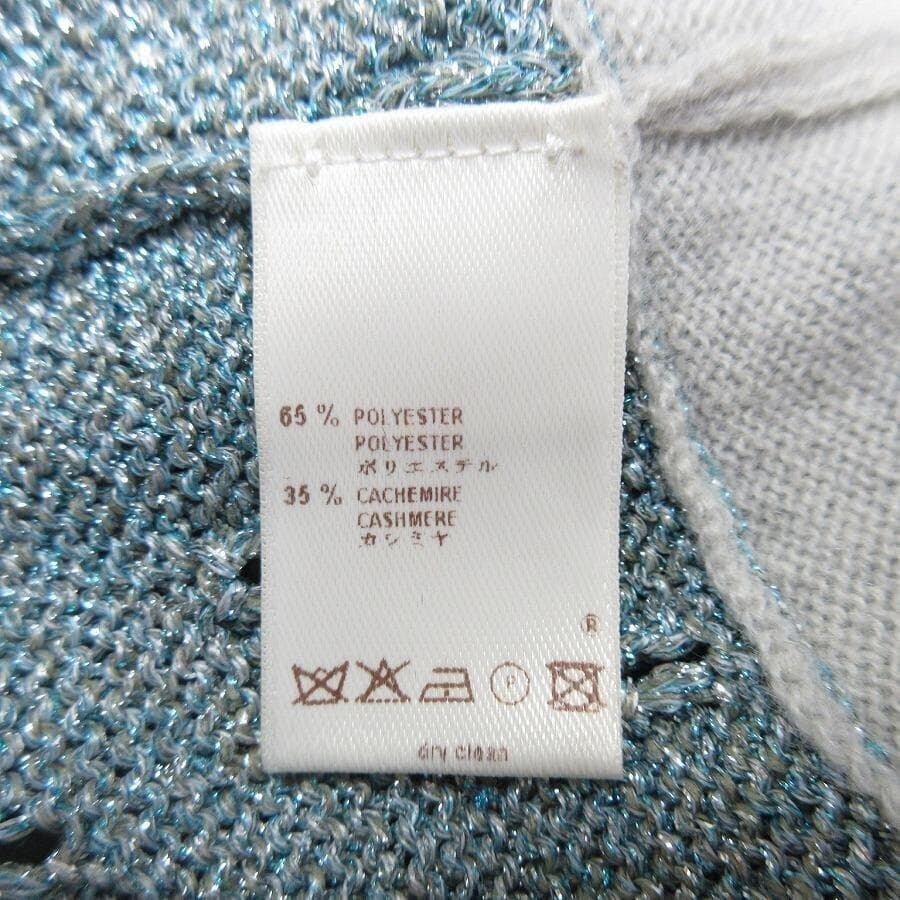 65 % POLYESTER
POLYESTER
ポリエステル
35 % CACHEMIRE
CASHMERE
カシミヤ
®
P
dry clean